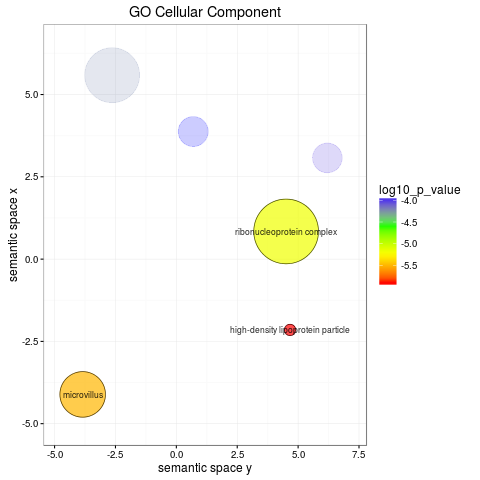 GO Cellular Component
semantic space x
5.0
2.5
0.0
-2.5
-5.0
ribonucleoprotein complex
high-density lipoprotein particle
microvillus
-5.0
-2.5
0.0
2.5
5.0
7.5
semantic space y
log10_p_value
-4.0
-4.5
-5.0
-5.5